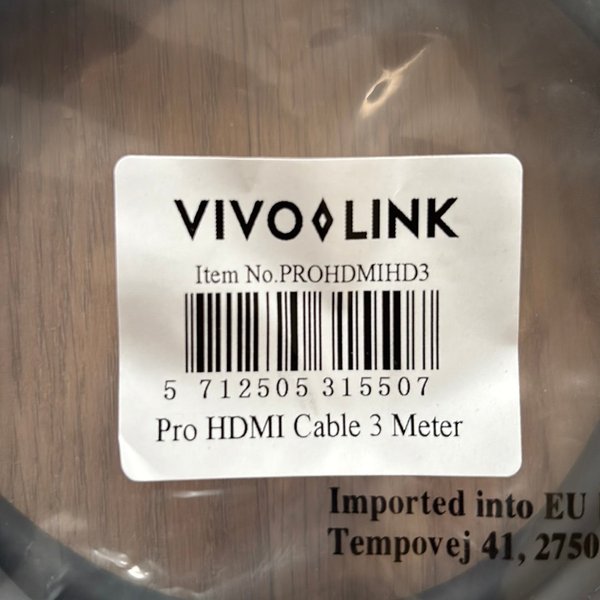 VIVO LINK
Item No.PROHDMIHD3
5 712505 315507
Pro HDMI Cable 3 Meter
Imported into EU
Tempovej 41, 2750